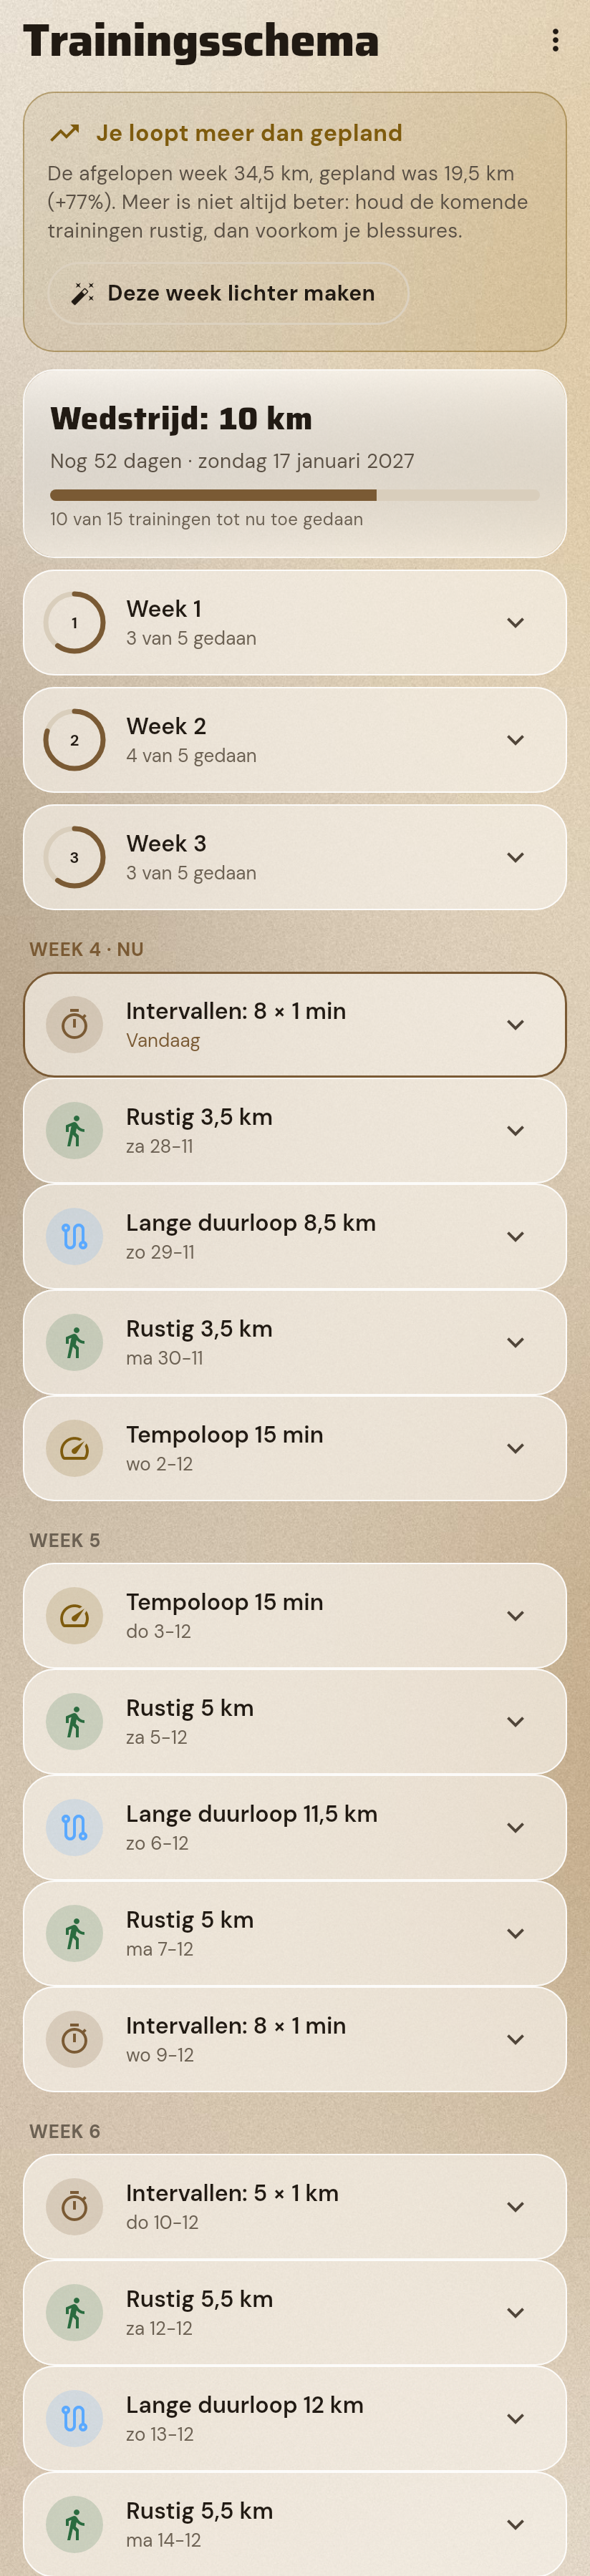 Trainingsschema
Je loopt meer dan gepland
De afgelopen week 34,5 km, gepland was 19,5 km
(+77%). Meer is niet altijd beter: houd de komende
trainingen rustig, dan voorkom je blessures.
Deze week lichter maken
Wedstrijd: 10 km
Nog 52 dagen · zondag 17 januari 2027
10 van 15 trainingen tot nu toe gedaan
1
Week 1
3 van 5 gedaan
2
Week 2
4 van 5 gedaan
3
Week 3
3 van 5 gedaan
WEEK 4 · NU
Intervallen: 8 × 1 min
Vandaag
Rustig 3,5 km
za 28-11
Lange duurloop 8,5 km
zo 29-11
Rustig 3,5 km
ma 30-11
Tempoloop 15 min
wo 2-12
WEEK 5
Tempoloop 15 min
do 3-12
Rustig 5 km
za 5-12
Lange duurloop 11,5 km
zo 6-12
Rustig 5 km
ma 7-12
Intervallen: 8 × 1 min
wo 9-12
WEEK 6
Intervallen: 5 × 1 km
do 10-12
Rustig 5,5 km
za 12-12
Lange duurloop 12 km
zo 13-12
Rustig 5,5 km
ma 14-12